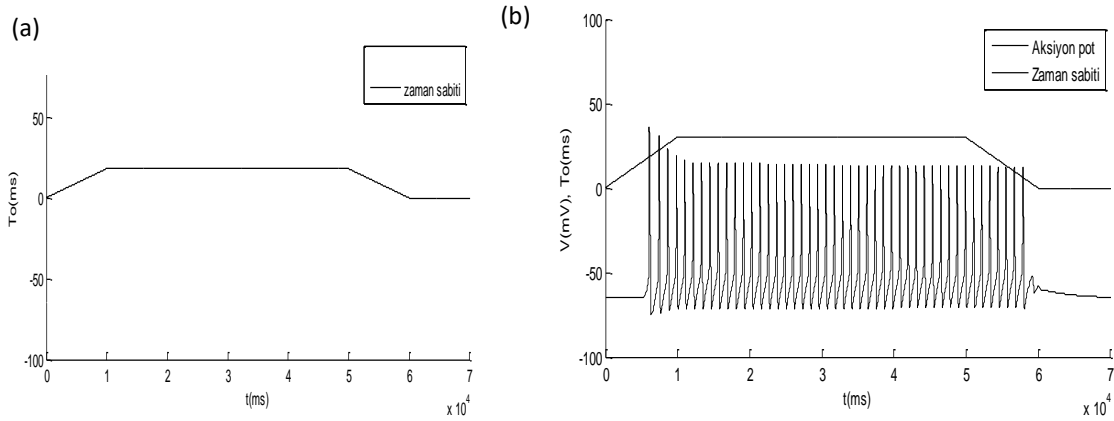 (a)
50
0
-50
-100
To(ms)
zaman sabiti
0 1 2 3 4 5 6 7
t(ms)
x 10^4
(b)
100
50
0
-50
-100
V(mV), To(ms)
Aksiyon pot
Zaman sabiti
0 1 2 3 4 5 6 7
t(ms)
x 10^4